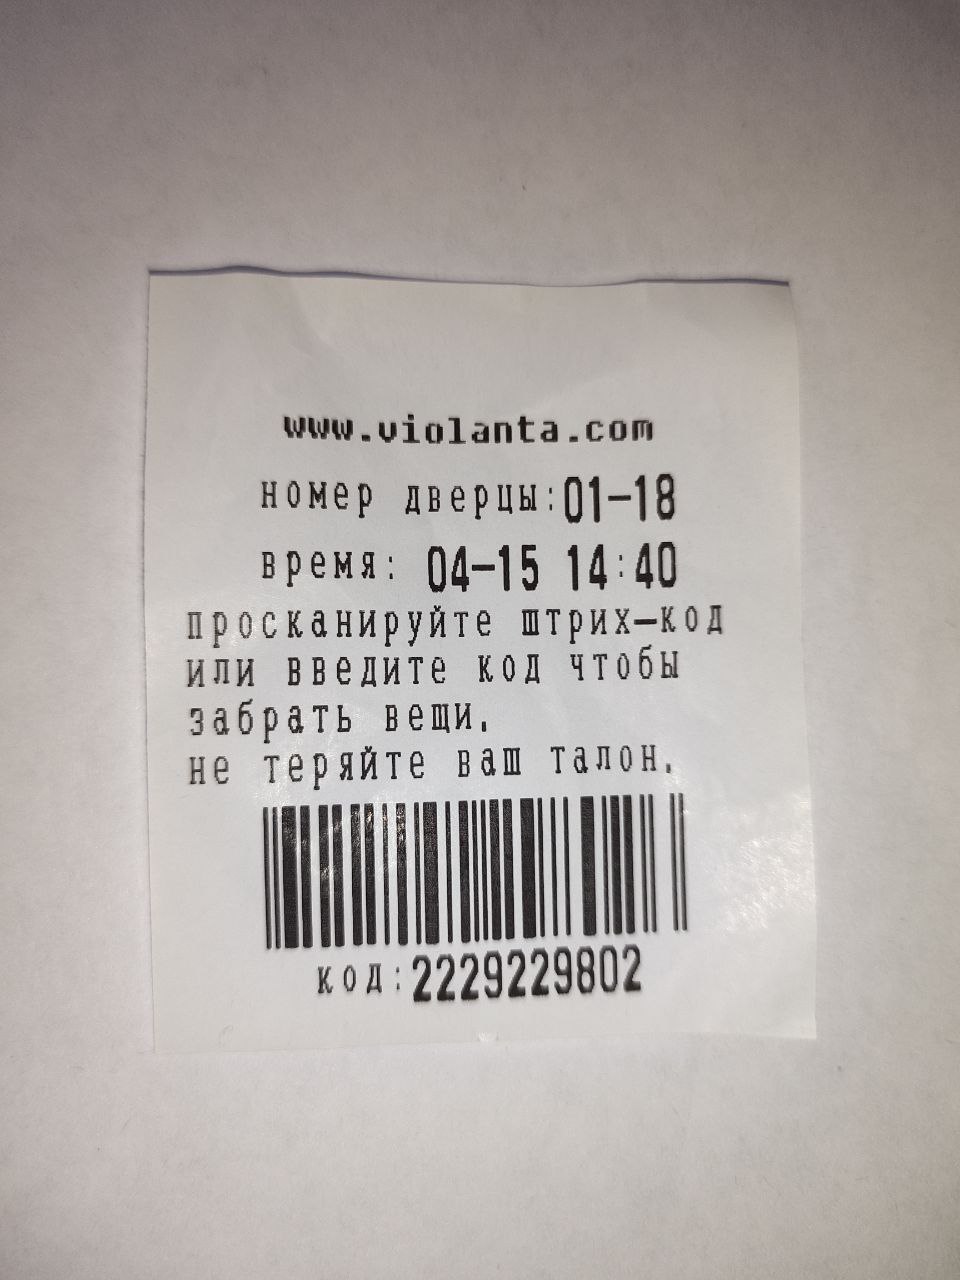 www.violanta.com
номер дверцы:01-18
время: 04-15 14:40
просканируйте штрих-код
или введите код чтобы
забрать вещи.
не теряйте ваш талон.
код:2229229802